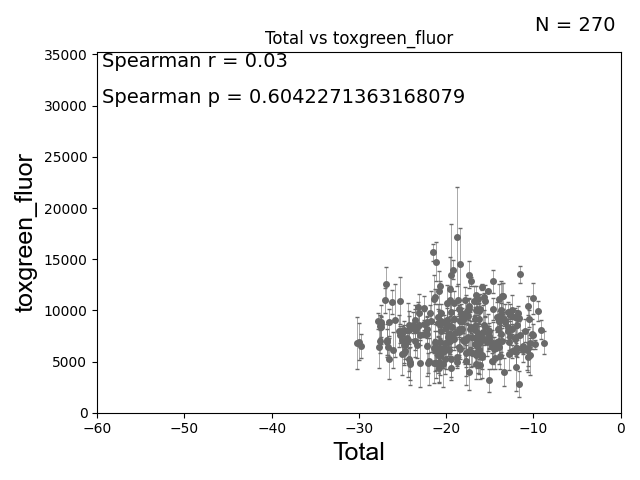 N = 270
Total vs toxgreen_fluor
Spearman r = 0.03
Spearman p = 0.6042271363168079
35000
30000
25000
20000
15000
10000
5000
0
toxgreen_fluor
−60 −50 −40 −30 −20 −10 0
Total